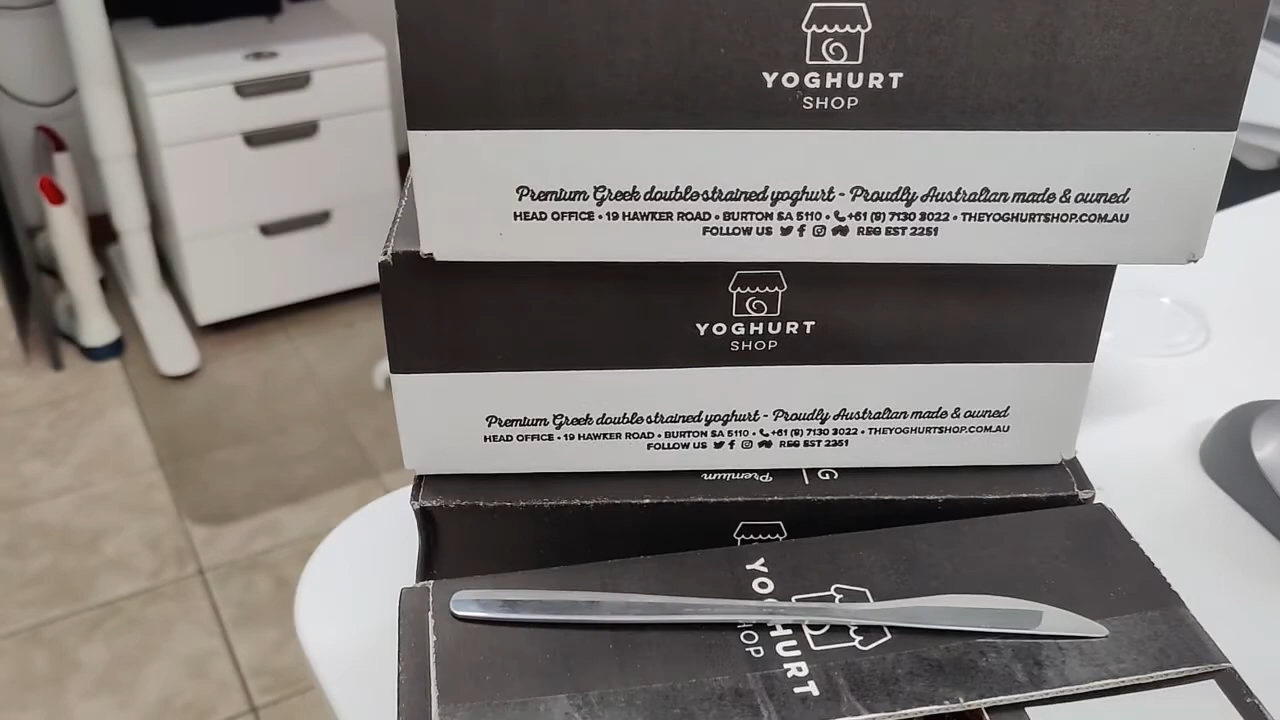 YOGHURT
SHOP
Premium Greek double strained yoghurt - Proudly Australian made & owned
HEAD OFFICE • 19 HAWKER ROAD • BURTON SA 5110 • +61 (8) 7130 3022 • THEYOGHURTSHOP.COM.AU
FOLLOW US REG EST 2251
YOGHURT
SHOP
Premium Greek double strained yoghurt - Proudly Australian made & owned
HEAD OFFICE • 19 HAWKER ROAD • BURTON SA 5110 • +61 (8) 7130 3022 • THEYOGHURTSHOP.COM.AU
FOLLOW US REG EST 2251
Premium
G
YOGHURT